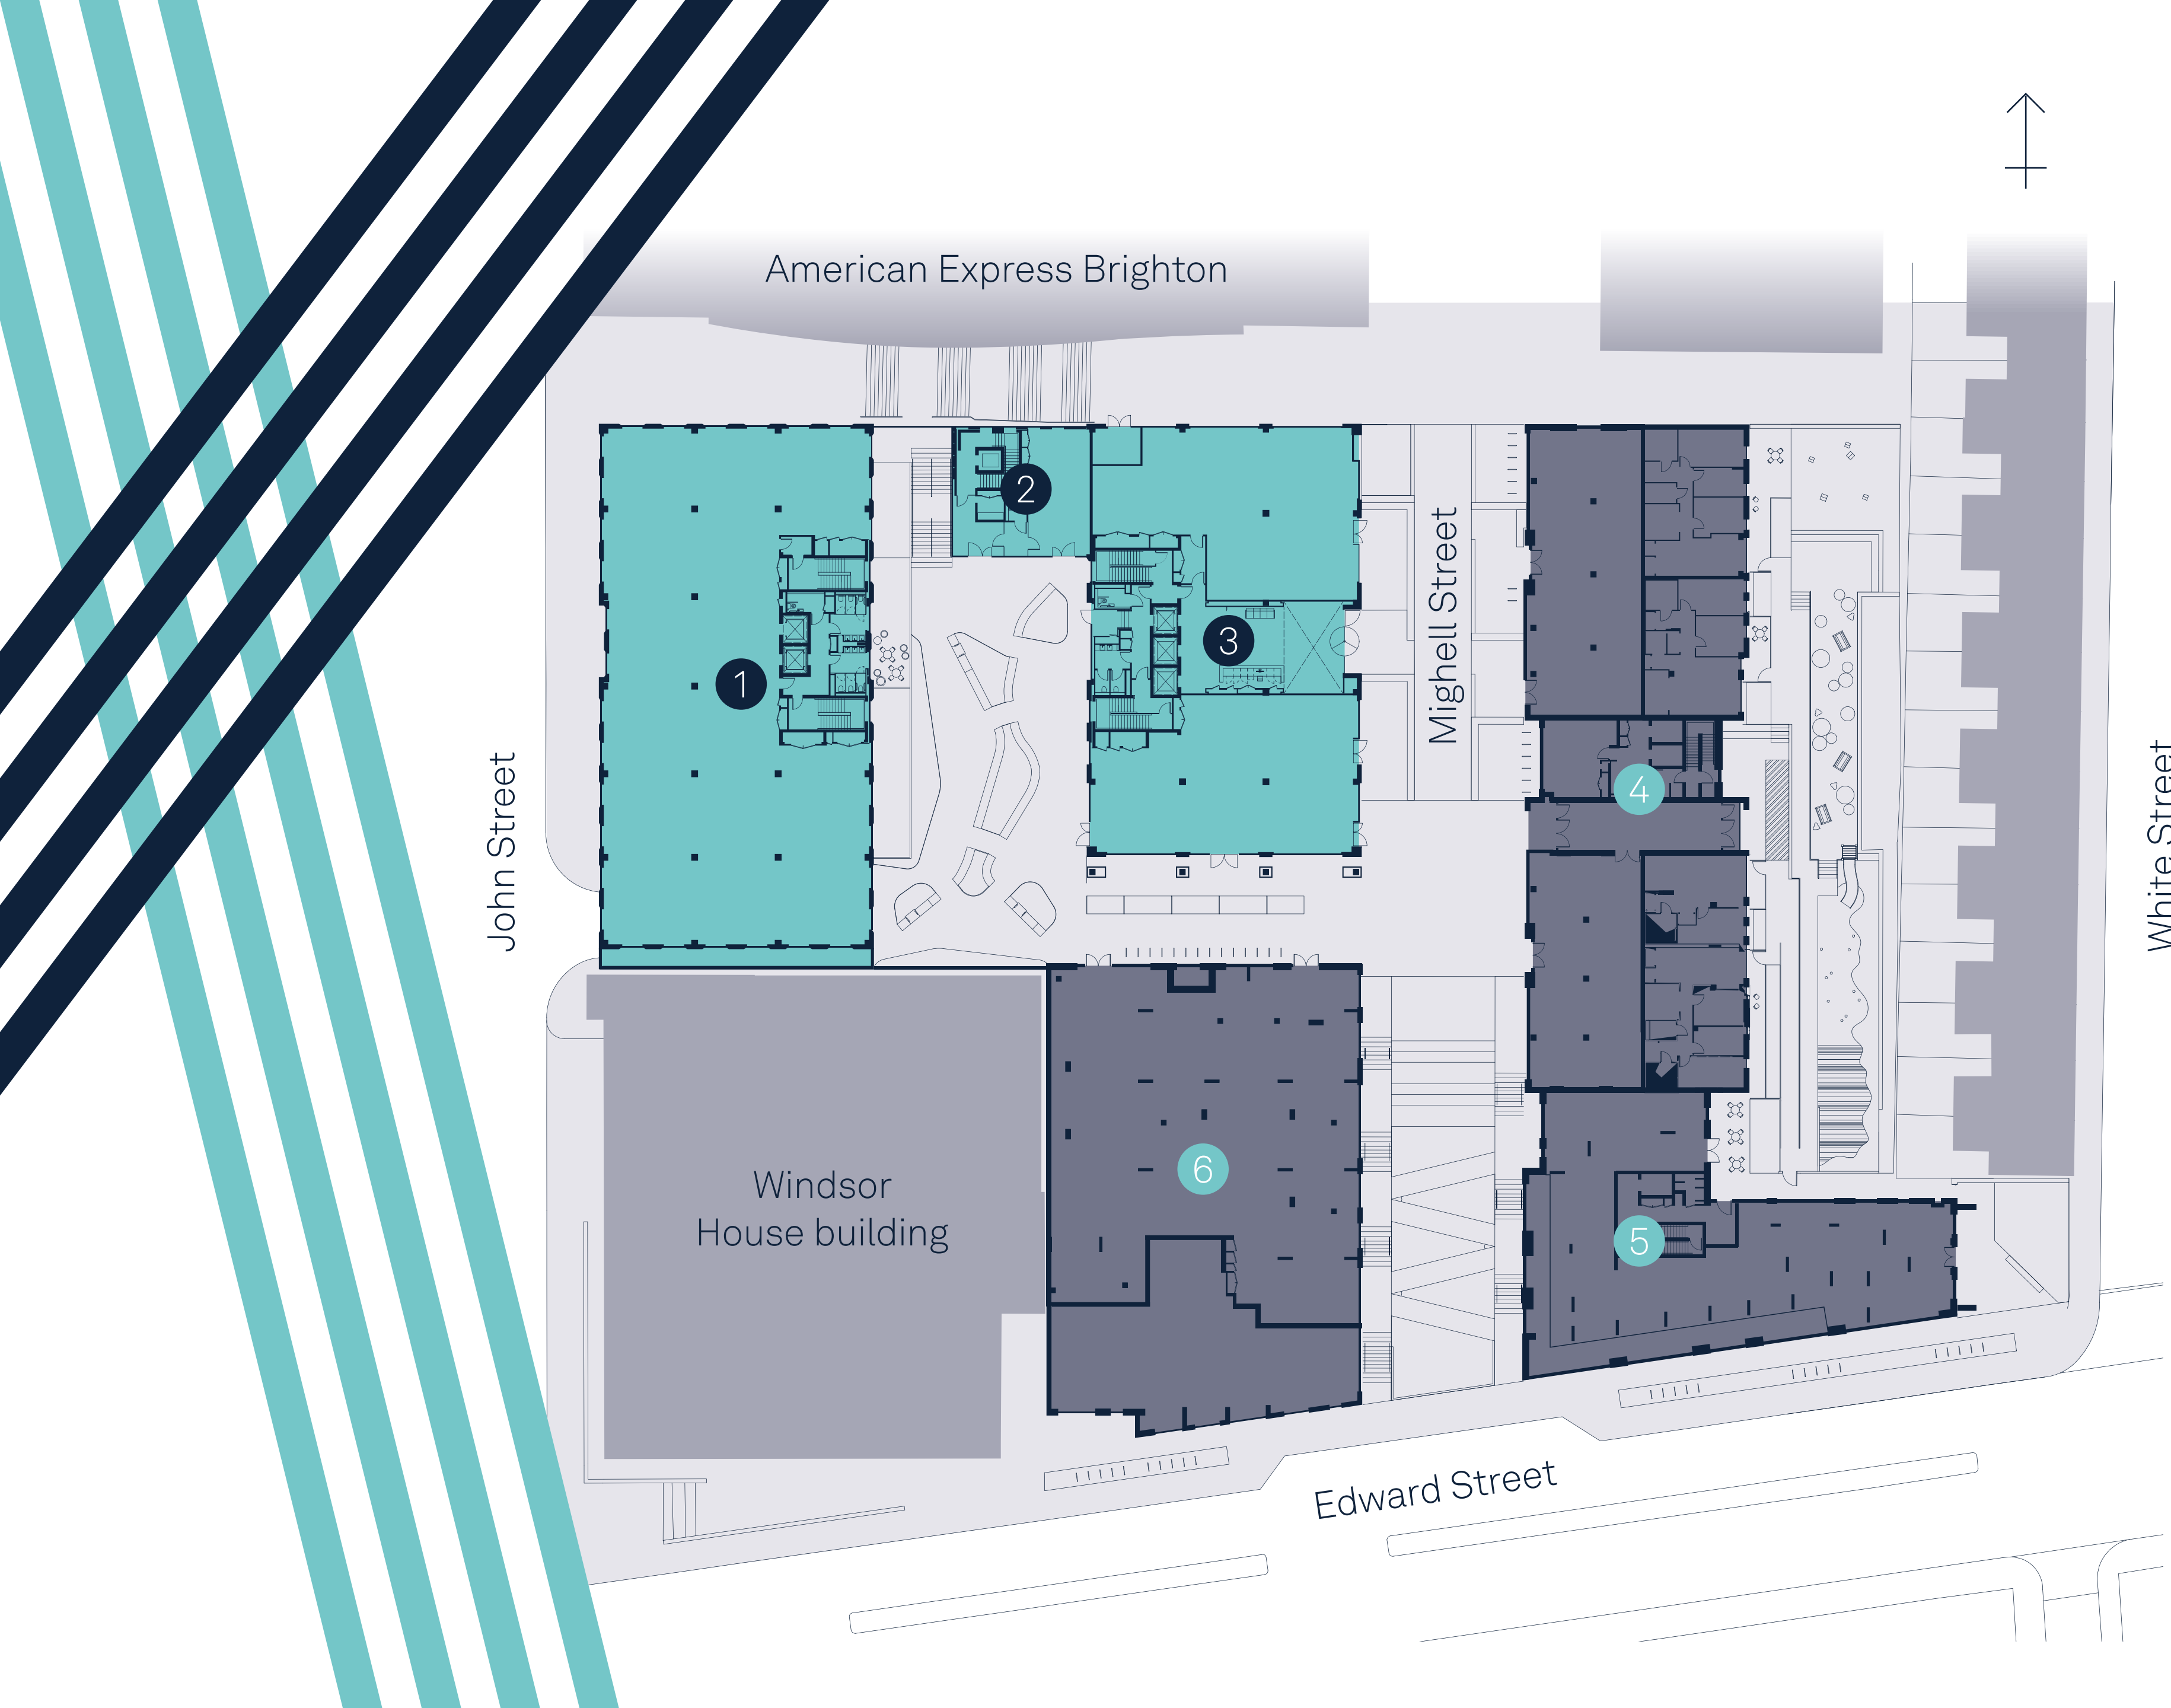 American Express Brighton
2
1
3
Mighell Street
4
John Street
White Street
6
Windsor
House building
5
Edward Street